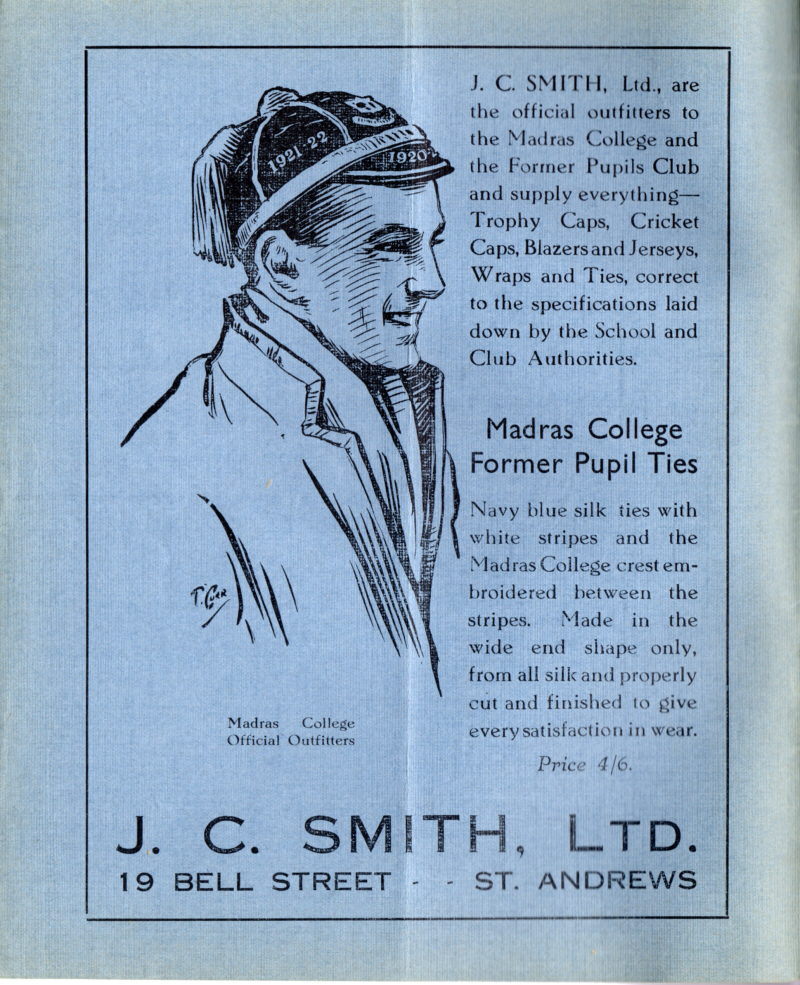 1921-22
1920-
J. C. SMITH, Ltd., are
the official outfitters to
the Madras College and
the Former Pupils Club
and supply everything—
Trophy Caps, Cricket
Caps, Blazers and Jerseys,
Wraps and Ties, correct
to the specifications laid
down by the School and
Club Authorities.
Madras College
Former Pupil Ties
Navy blue silk ties with
white stripes and the
Madras College crest em-
broidered between the
stripes. Made in the
wide end shape only,
from all silk and properly
cut and finished to give
every satisfaction in wear.
Price 4/6.
Madras College
Official Outfitters
J. C. SMITH, LTD.
19 BELL STREET - - ST. ANDREWS